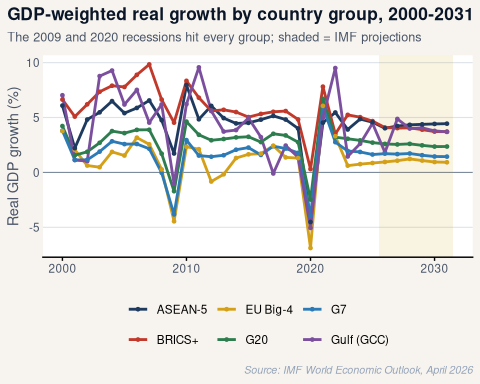 GDP-weighted real growth by country group, 2000-2031
The 2009 and 2020 recessions hit every group; shaded = IMF projections
Real GDP growth (%)
10
5
0
-5
2000
2010
2020
2030
ASEAN-5
EU Big-4
G7
BRICS+
G20
Gulf (GCC)
Source: IMF World Economic Outlook, April 2026